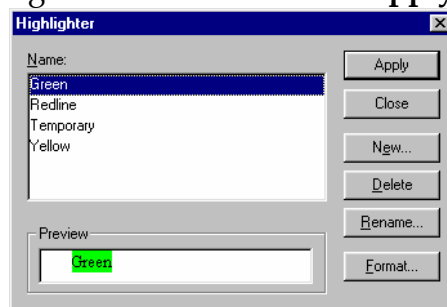 Highlighter
Name:
Green
Redline
Temporary
Yellow
Preview
Green
Apply
Close
New...
Delete
Rename...
Format...